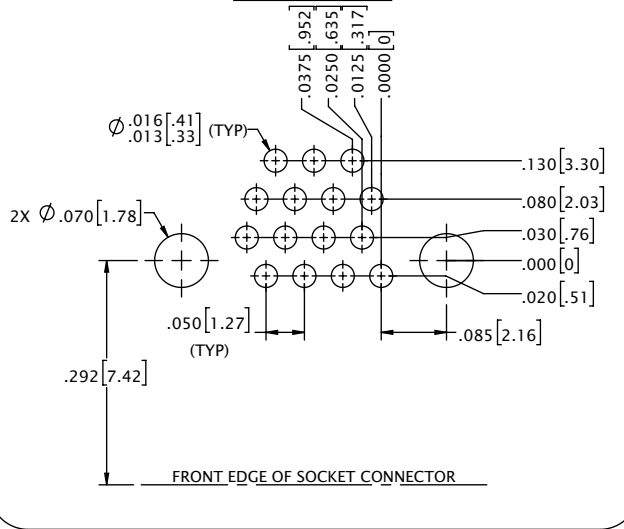 .0375 [.952]
.0250 [.635]
.0125 [.317]
.0000 [0]
Ø .016 [.41]
.013 [.33] (TYP)
.130 [3.30]
2X Ø .070 [1.78]
.080 [2.03]
.030 [.76]
.000 [0]
.020 [.51]
.050 [1.27]
(TYP)
.085 [2.16]
.292 [7.42]
FRONT EDGE OF SOCKET CONNECTOR